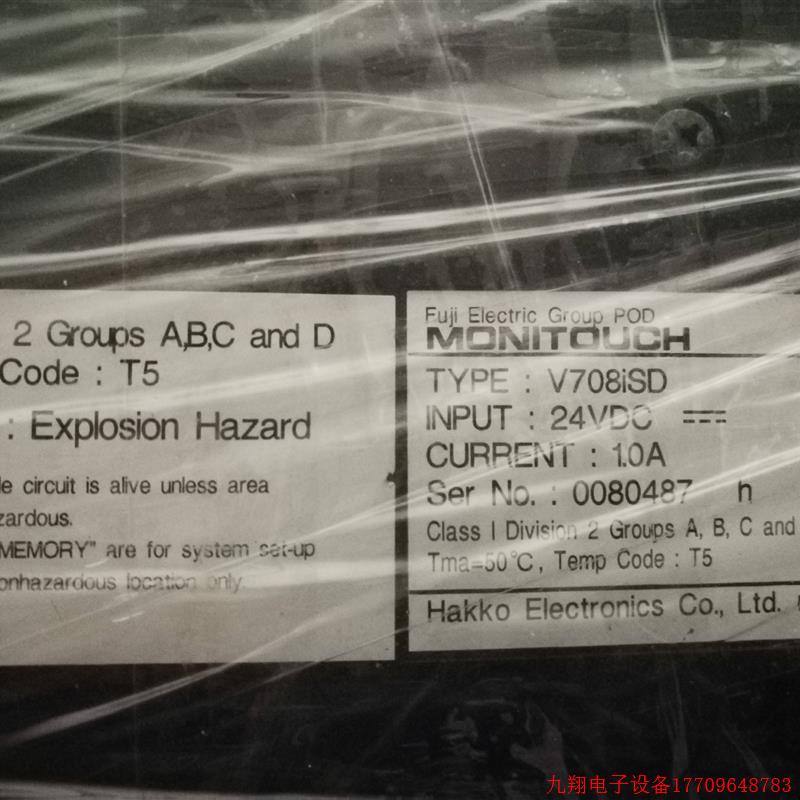 2 Groups A,B,C and D
Code : T5
: Explosion Hazard
circuit is alive unless area
MEMORY" are for system set-up
location only.
Fuji Electric Group POD
MONITOUCH
TYPE : V708iSD
INPUT : 24VDC
CURRENT : 1.0A
Ser No. : 0080487 h
Class I Division 2 Groups A, B, C and
Tma=50℃, Temp Code : T5
Hakko Electronics Co., Ltd.
九翔电子设备17709648783